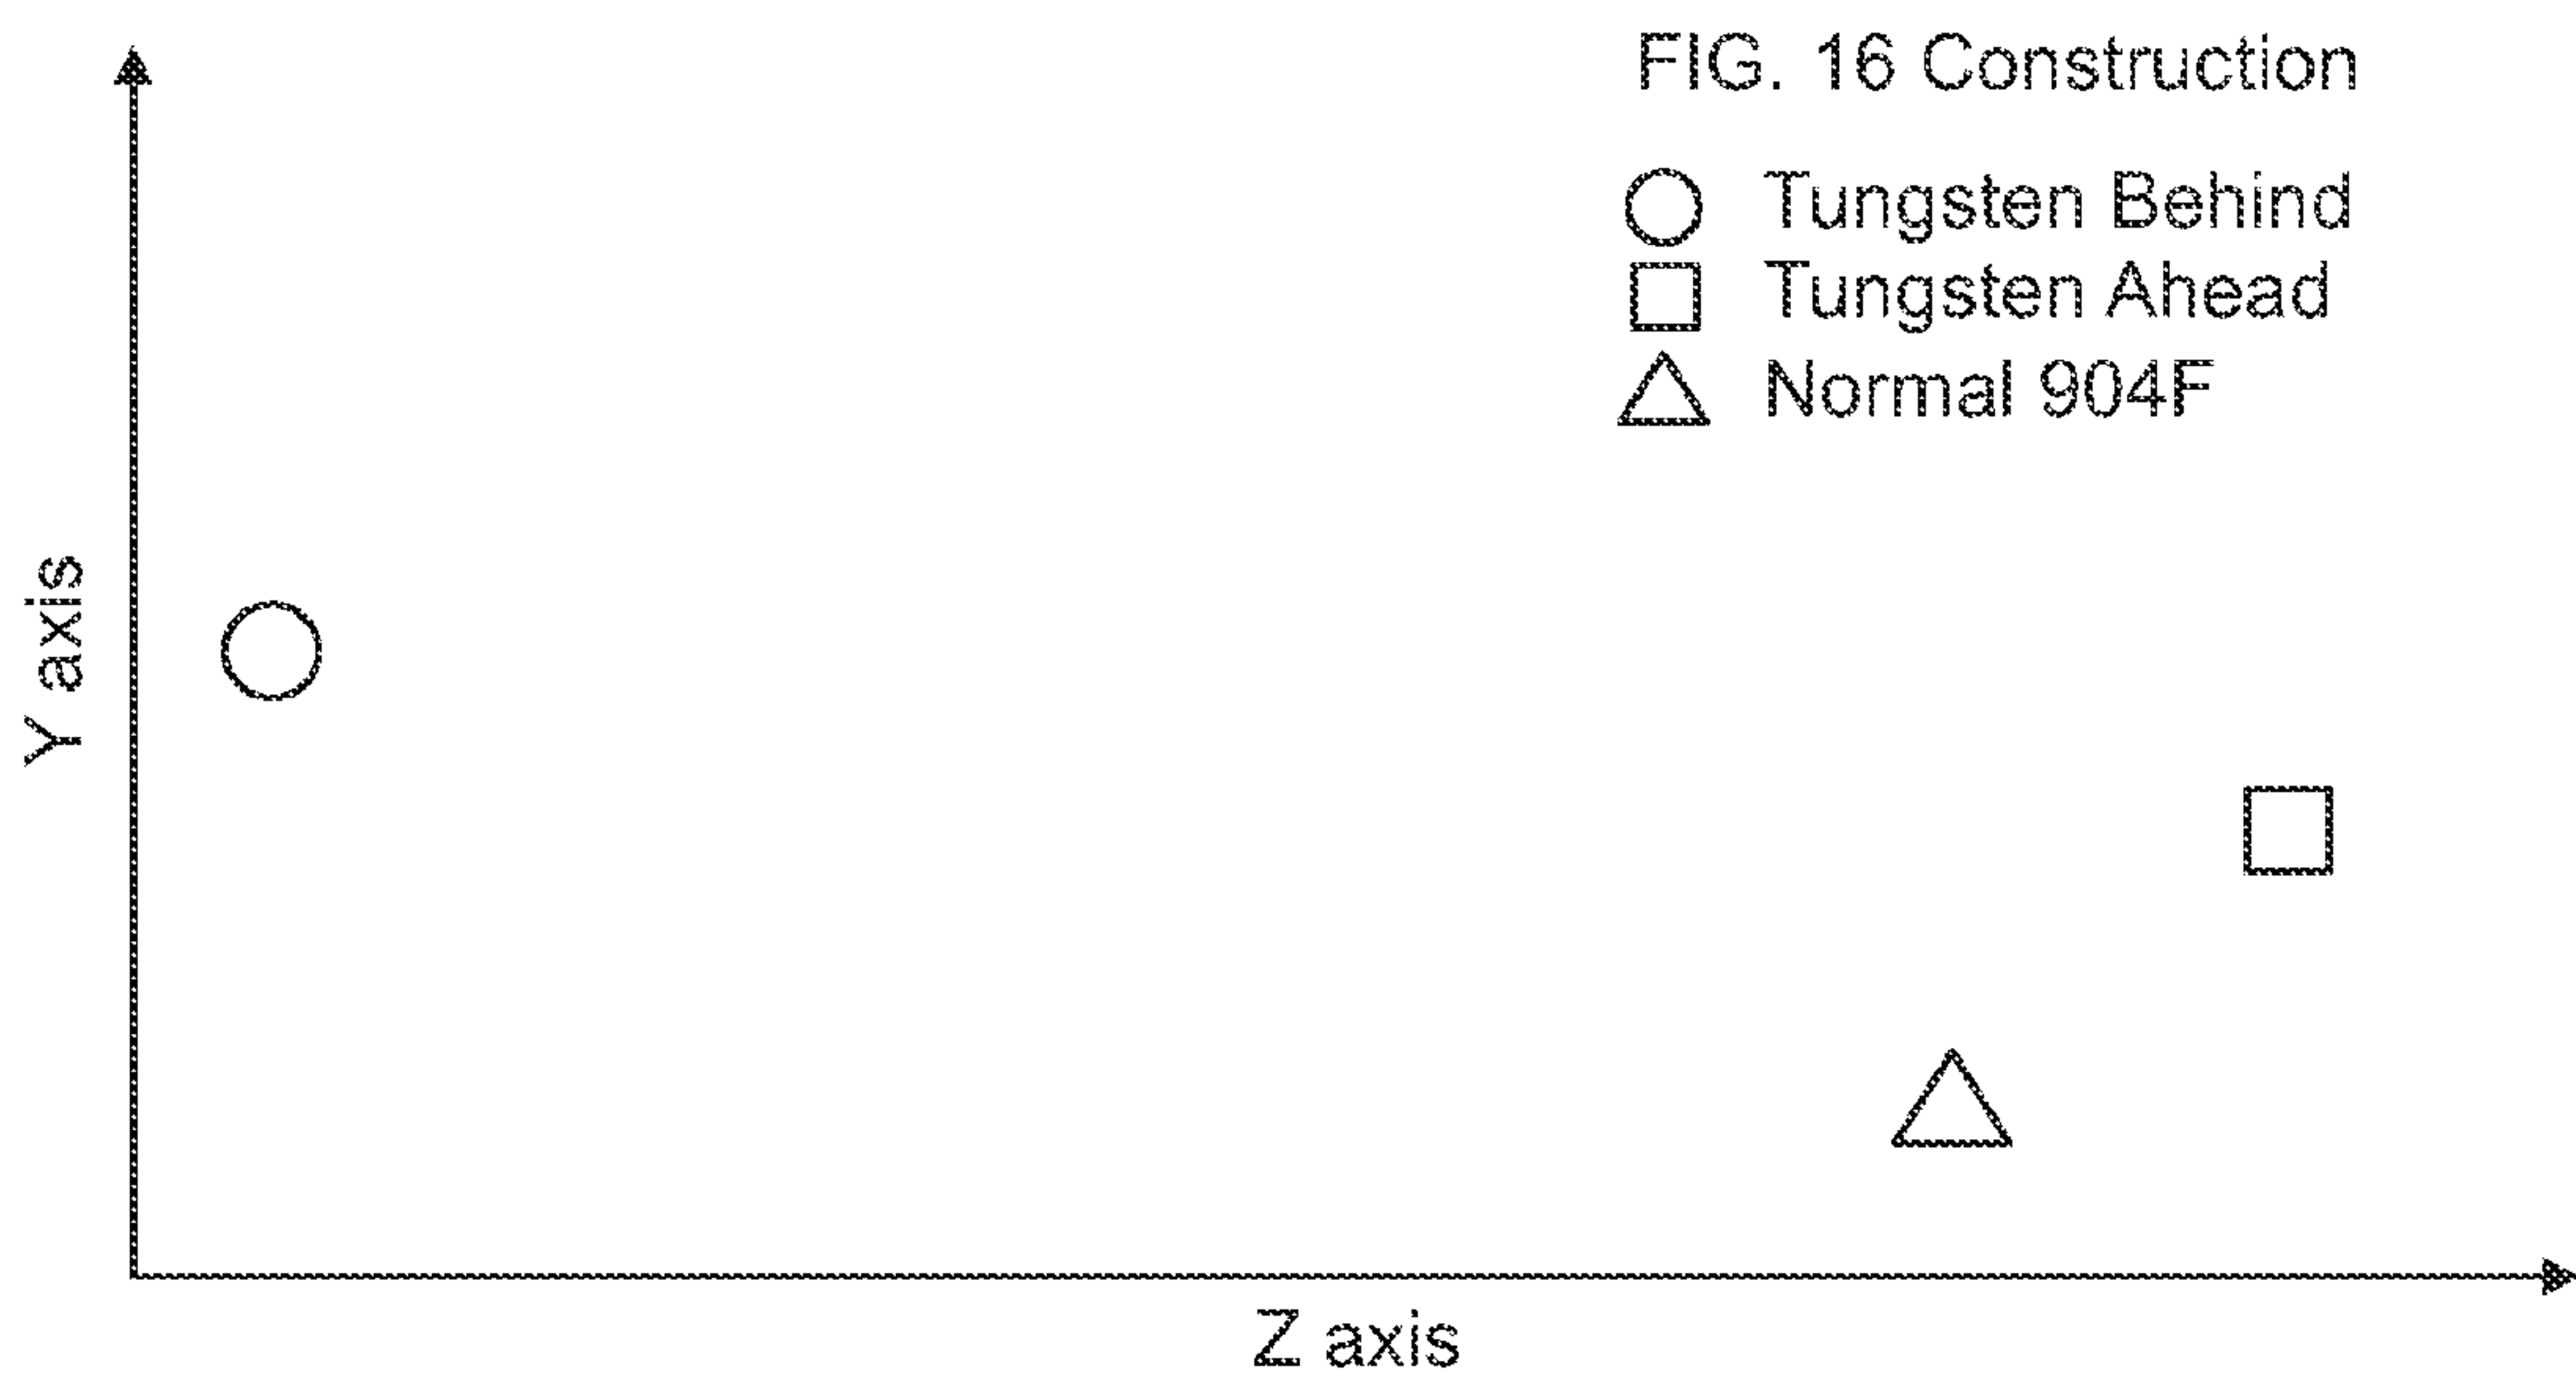 FIG. 16 Construction
Tungsten Behind
Tungsten Ahead
Normal 904F
Y axis
Z axis